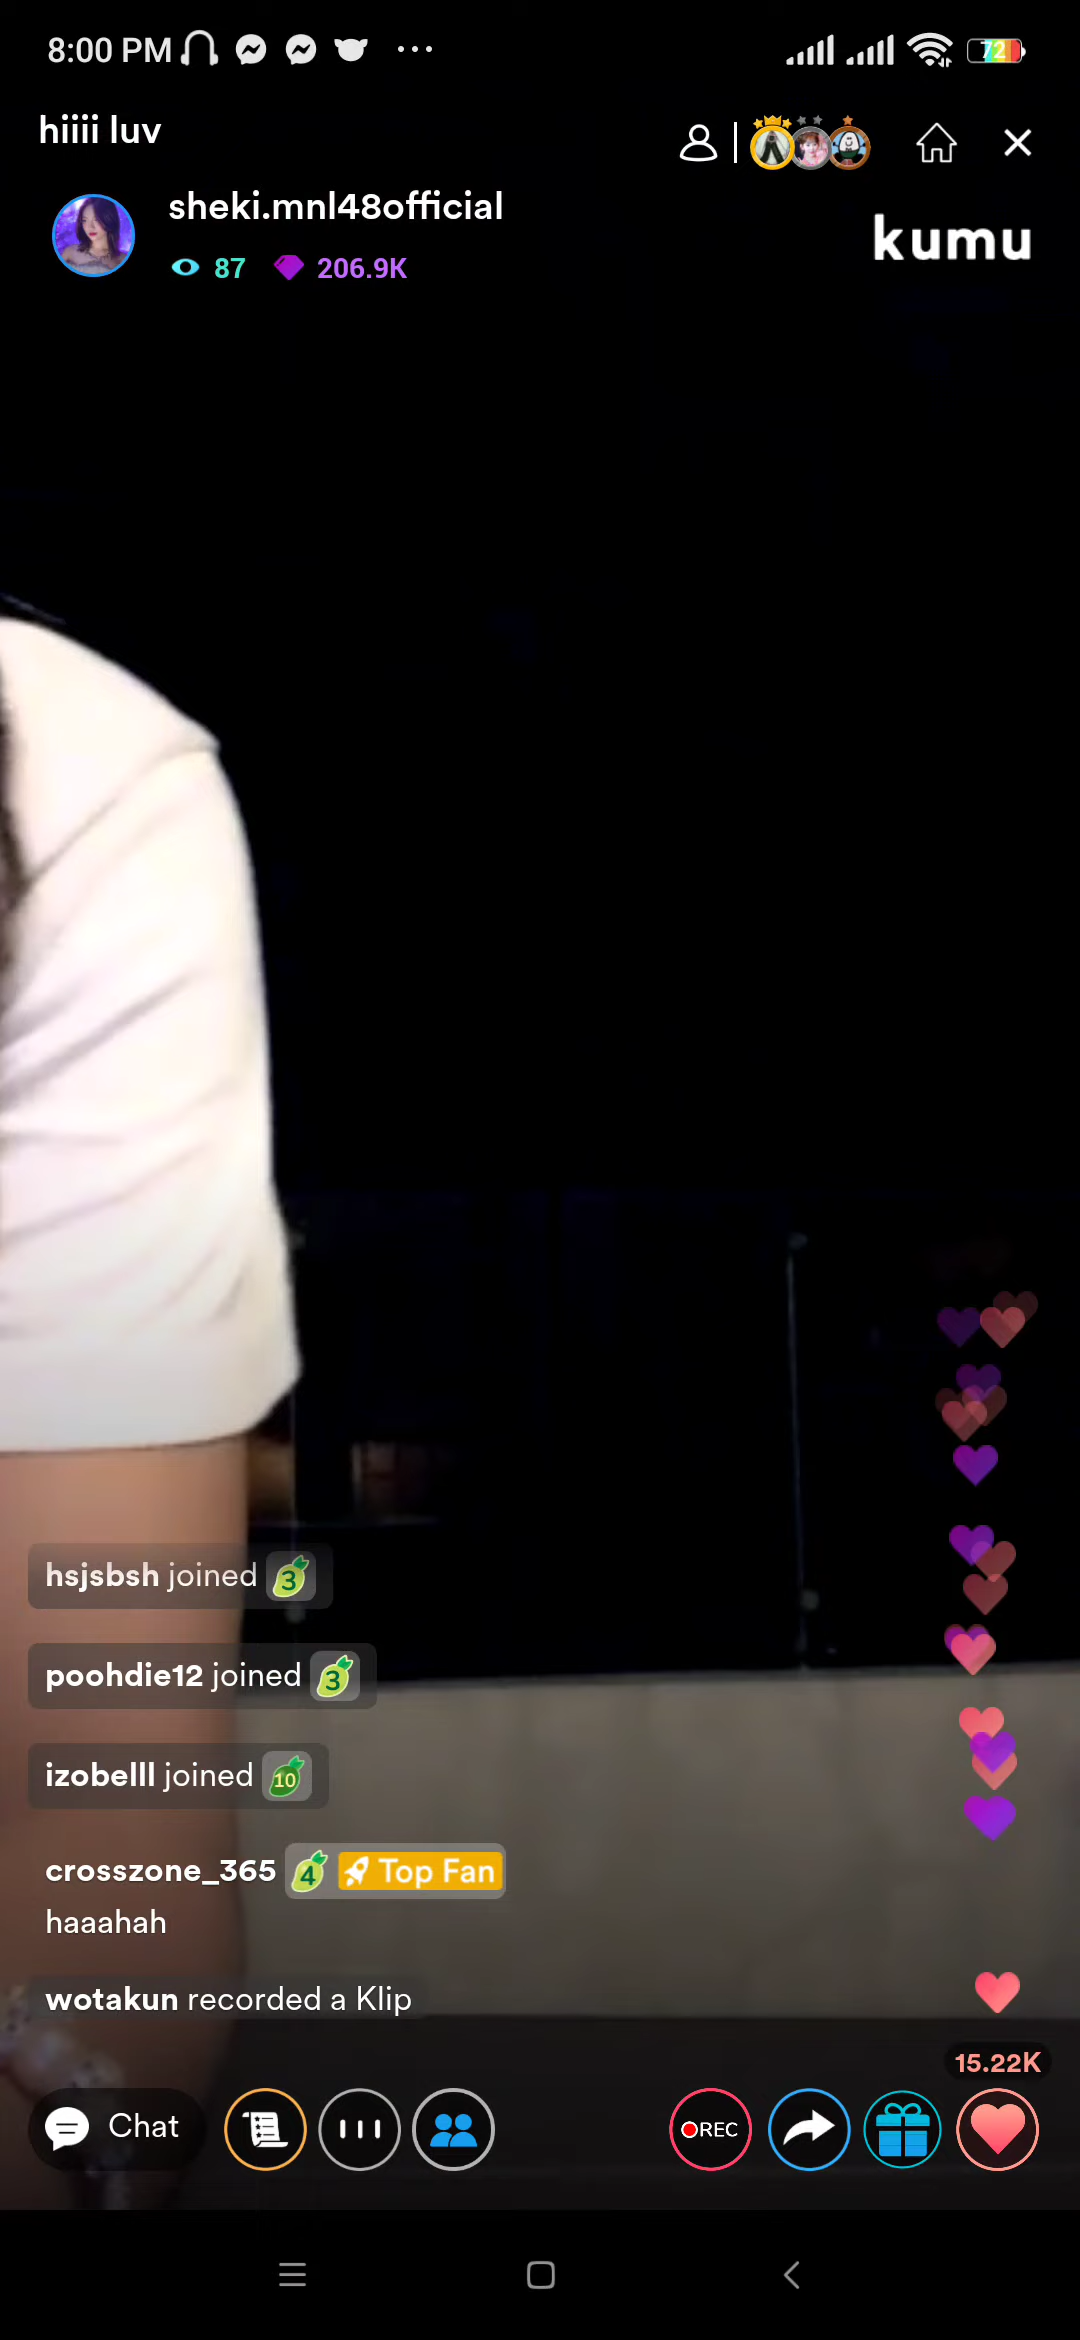 8:00 PM
72
hiiii luv
sheki.mnl48official
87 206.9K
kumu
hsjsbsh joined 3
poohdie12 joined 3
izobelll joined 10
crosszone_365 4 Top Fan
haaahah
wotakun recorded a Klip
15.22K
Chat
REC